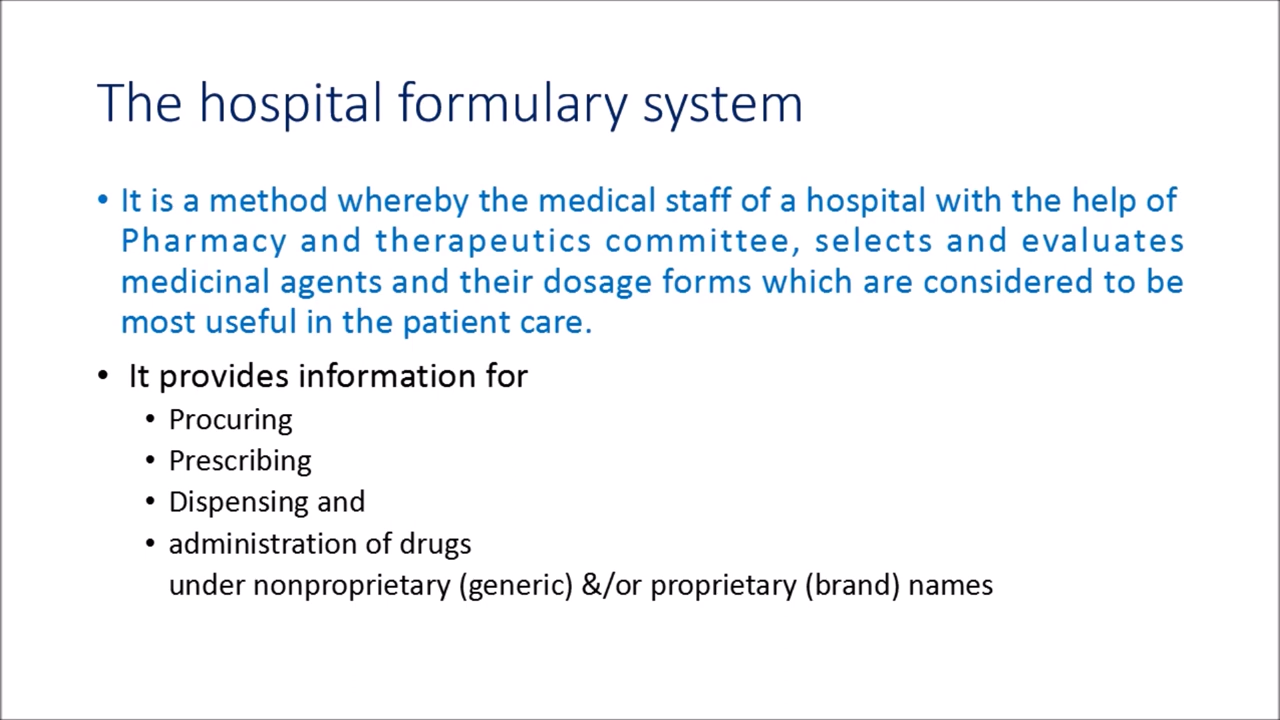 The hospital formulary system
• It is a method whereby the medical staff of a hospital with the help of
Pharmacy and therapeutics committee, selects and evaluates
medicinal agents and their dosage forms which are considered to be
most useful in the patient care.
• It provides information for
• Procuring
• Prescribing
• Dispensing and
• administration of drugs
under nonproprietary (generic) &/or proprietary (brand) names